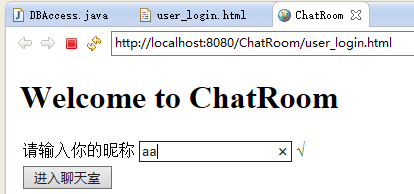 DBAccess.java user_login.html ChatRoom
http://localhost:8080/ChatRoom/user_login.html
Welcome to ChatRoom
请输入你的昵称 aa × √
进入聊天室